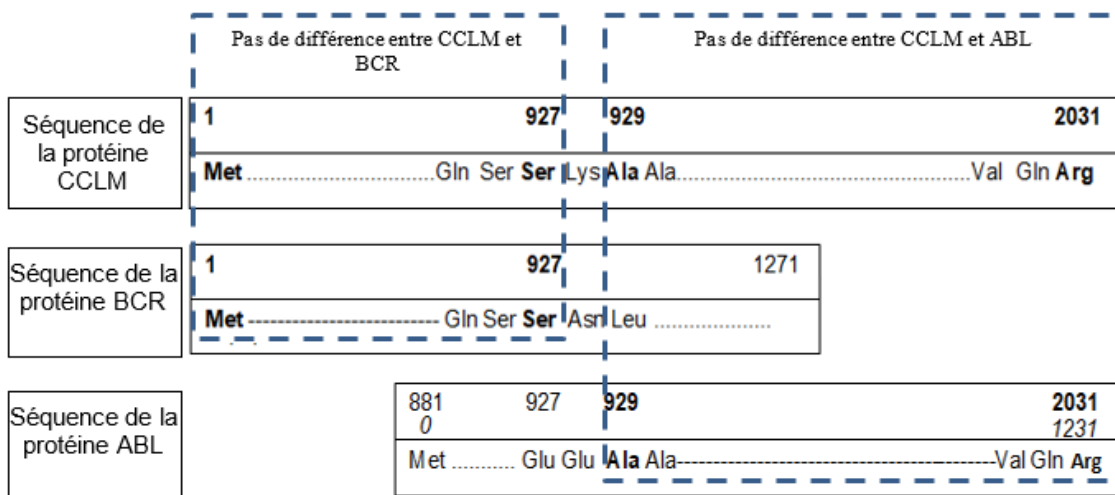 Pas de différence entre CCLM et
BCR
Pas de différence entre CCLM et ABL
Séquence de
la protéine
CCLM
1 927 929 2031
Met ............................Gln Ser Ser Lys Ala Ala................................................Val Gln Arg
Séquence de la
protéine BCR
1 927 1271
Met --------------------------- Gln Ser Ser Asn Leu .....................
Séquence de la
protéine ABL
881 927 929 2031
0 1231
Met .......... Glu Glu Ala Ala---------------------------------------------Val Gln Arg